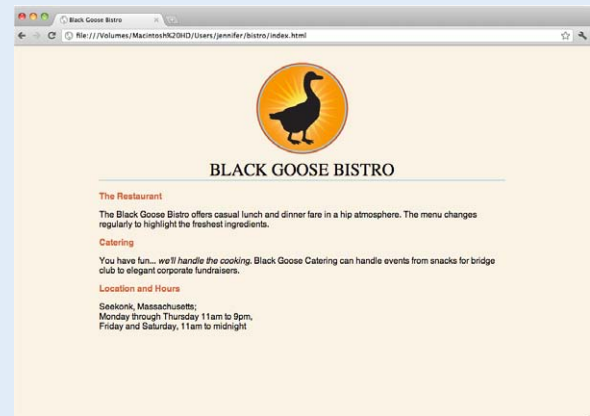 Black Goose Bistro
file:///Volumes/Macintosh%20HD/Users/jennifer/bistro/index.html
BLACK GOOSE BISTRO
The Restaurant
The Black Goose Bistro offers casual lunch and dinner fare in a hip atmosphere. The menu changes
regularly to highlight the freshest ingredients.
Catering
You have fun... we'll handle the cooking. Black Goose Catering can handle events from snacks for bridge
club to elegant corporate fundraisers.
Location and Hours
Seekonk, Massachusetts;
Monday through Thursday 11am to 9pm,
Friday and Saturday, 11am to midnight